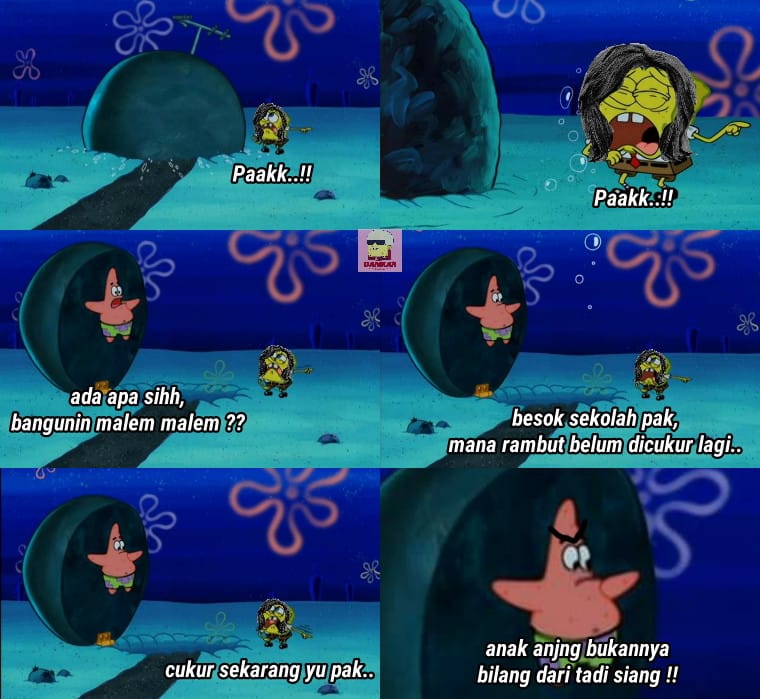 Paakk..!!
Paakk..!!
ada apa sihh,
bangunin malem malem ??
besok sekolah pak,
mana rambut belum dicukur lagi..
cukur sekarang yu pak..
anak anjng bukannya
bilang dari tadi siang !!